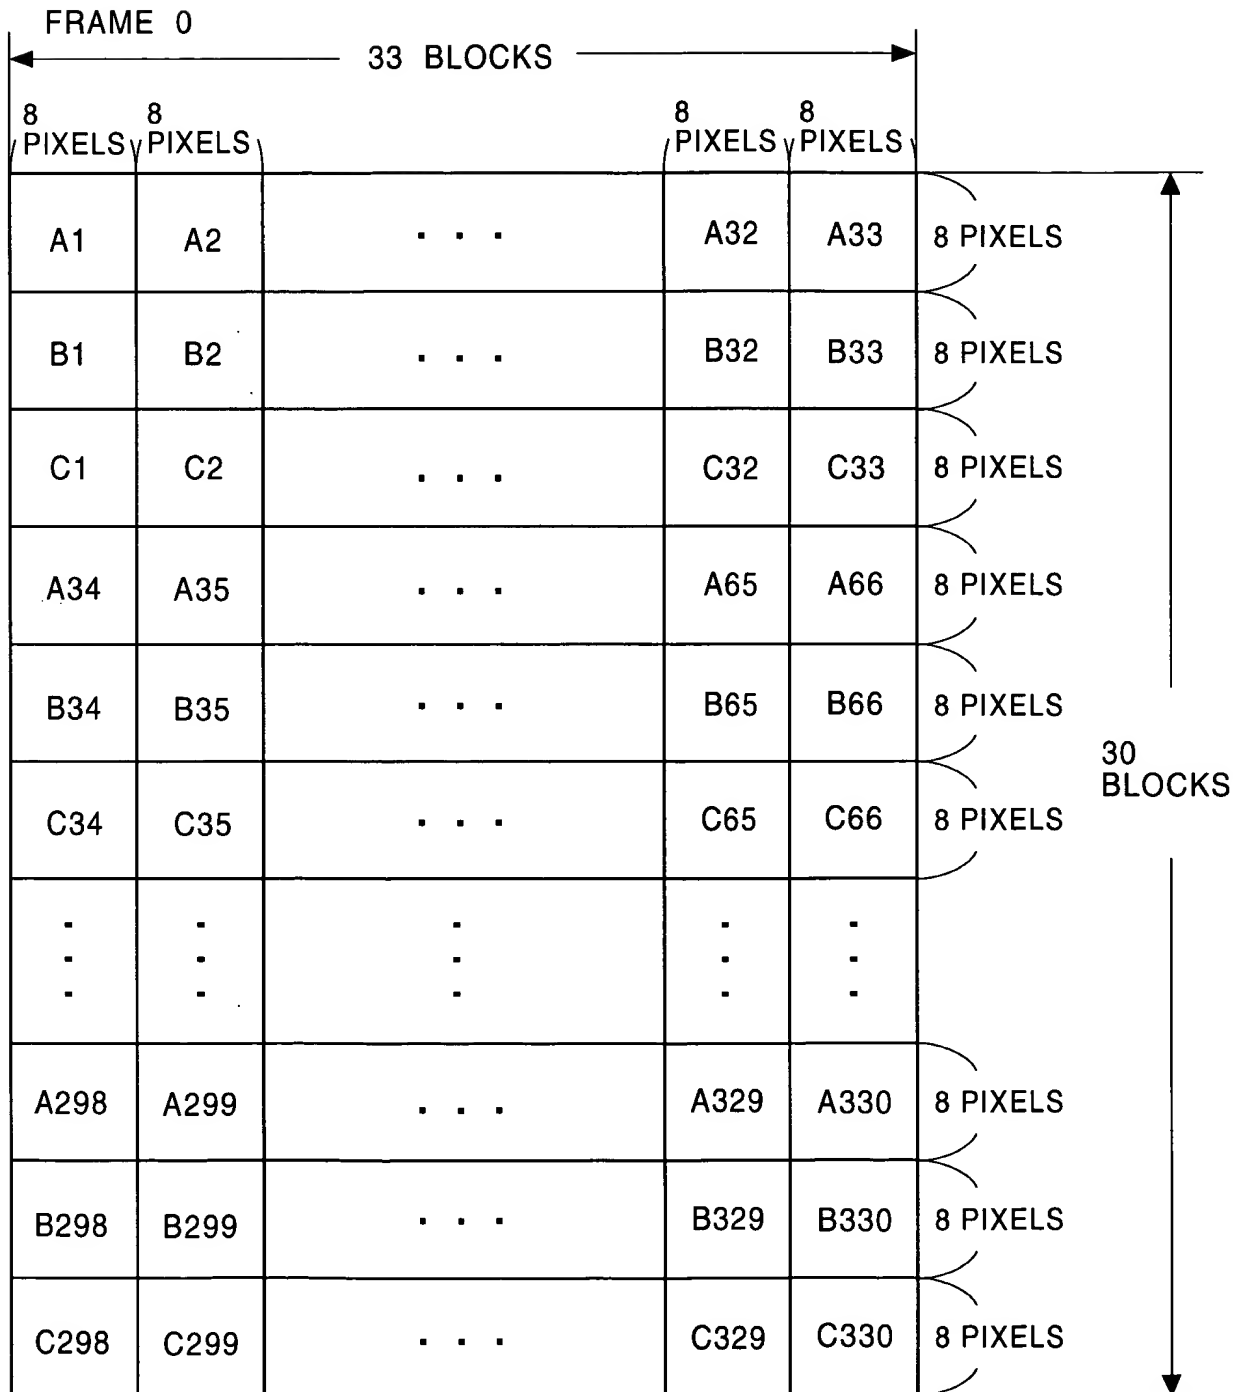 FRAME 0
33 BLOCKS
8 PIXELS 8 PIXELS 8 PIXELS 8 PIXELS
A1 A2 . . . A32 A33 8 PIXELS
B1 B2 . . . B32 B33 8 PIXELS
C1 C2 . . . C32 C33 8 PIXELS
A34 A35 . . . A65 A66 8 PIXELS
B34 B35 . . . B65 B66 8 PIXELS
30
BLOCKS
C34 C35 . . . C65 C66 8 PIXELS
A298 A299 . . . A329 A330 8 PIXELS
B298 B299 . . . B329 B330 8 PIXELS
C298 C299 . . . C329 C330 8 PIXELS